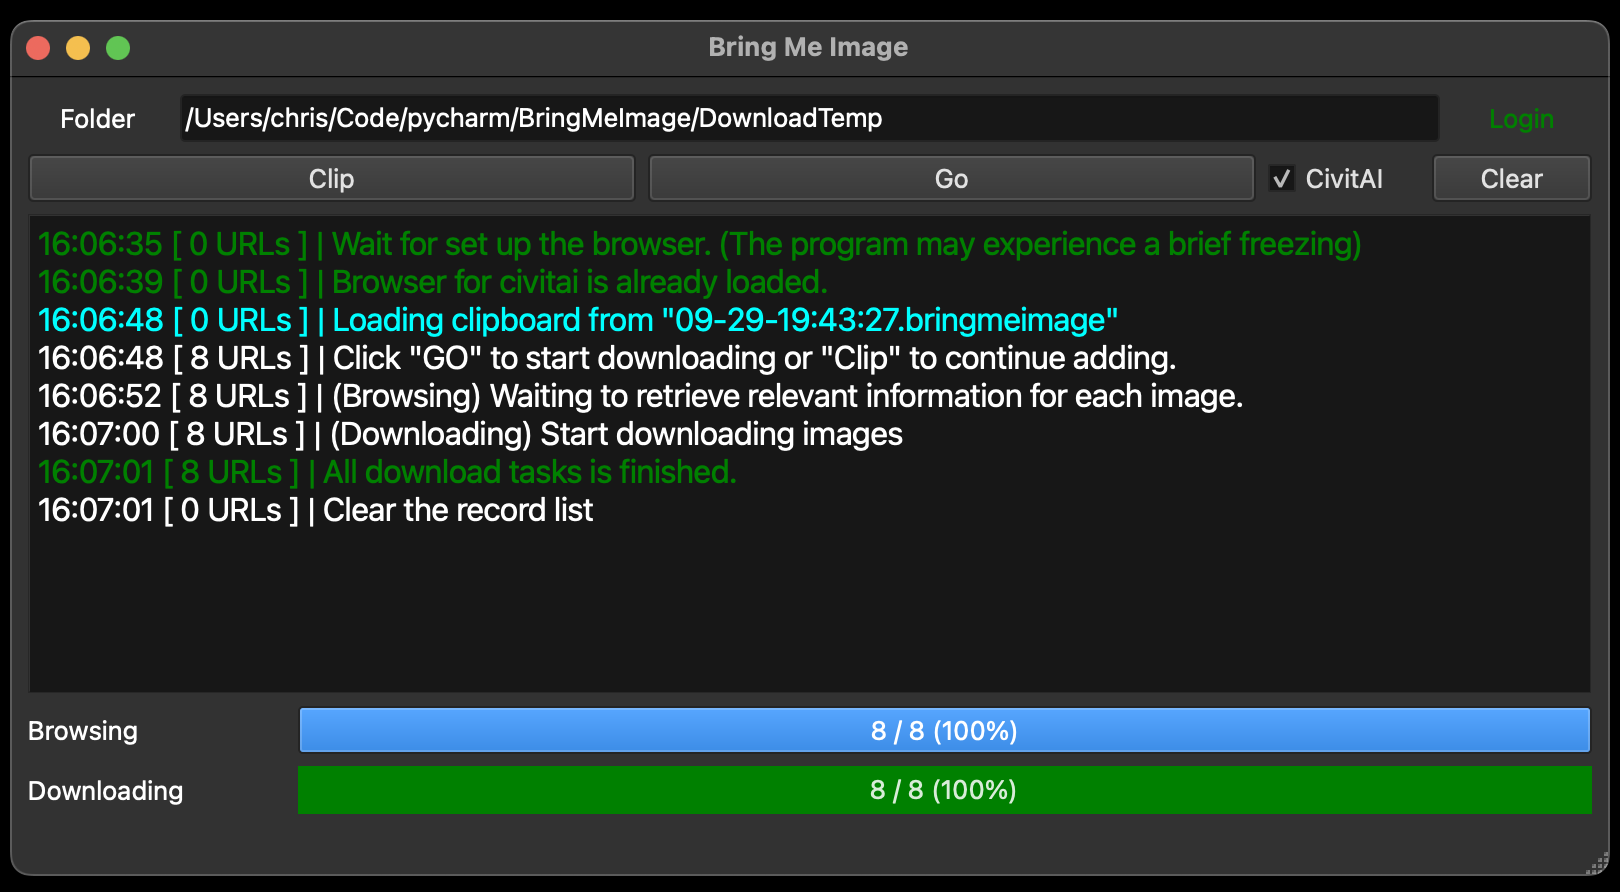 Bring Me Image
Folder /Users/chris/Code/pycharm/BringMeImage/DownloadTemp Login
Clip Go CivitAI Clear
16:06:35 [ 0 URLs ] | Wait for set up the browser. (The program may experience a brief freezing)
16:06:39 [ 0 URLs ] | Browser for civitai is already loaded.
16:06:48 [ 0 URLs ] | Loading clipboard from "09-29-19:43:27.bringmeimage"
16:06:48 [ 8 URLs ] | Click "GO" to start downloading or "Clip" to continue adding.
16:06:52 [ 8 URLs ] | (Browsing) Waiting to retrieve relevant information for each image.
16:07:00 [ 8 URLs ] | (Downloading) Start downloading images
16:07:01 [ 8 URLs ] | All download tasks is finished.
16:07:01 [ 0 URLs ] | Clear the record list
Browsing 8 / 8 (100%)
Downloading 8 / 8 (100%)